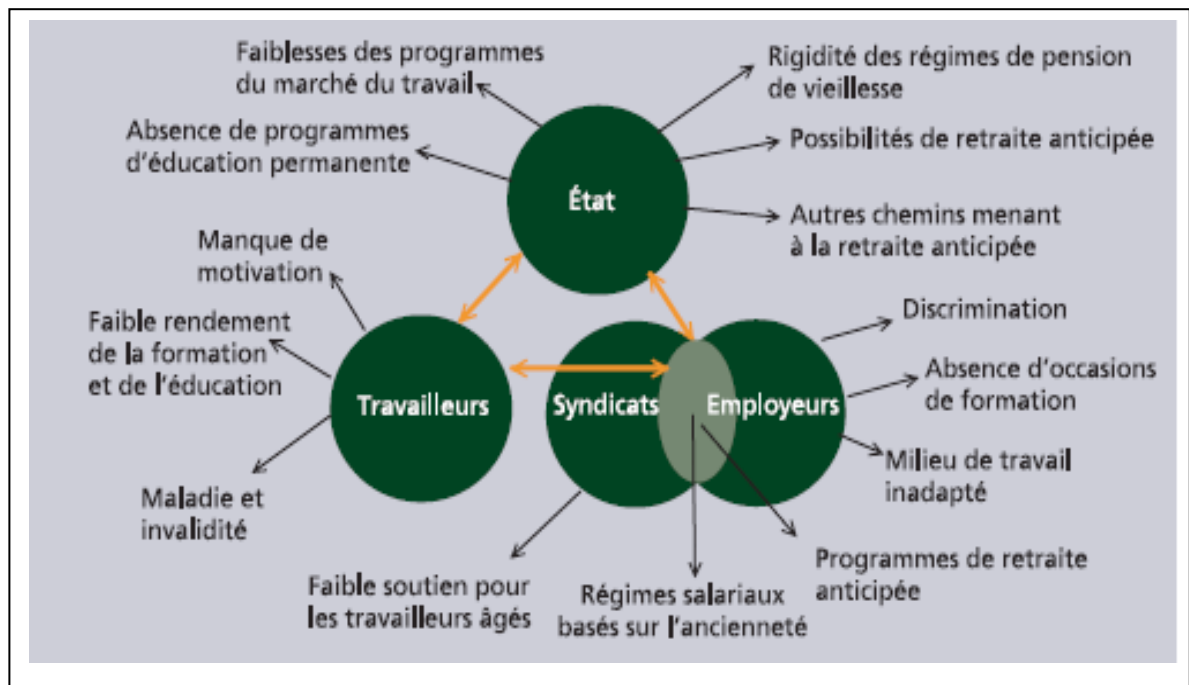 Faiblesses des programmes
du marché du travail
Rigidité des régimes de pension
de vieillesse
Absence de programmes
d'éducation permanente
Possibilités de retraite anticipée
État
Autres chemins menant
à la retraite anticipée
Manque de
motivation
Faible rendement
de la formation
et de l'éducation
Discrimination
Absence d'occasions
de formation
Travailleurs
Syndicats
Employeurs
Milieu de travail
inadapté
Maladie et
invalidité
Programmes de retraite
anticipée
Faible soutien pour
les travailleurs âgés
Régimes salariaux
basés sur l'ancienneté